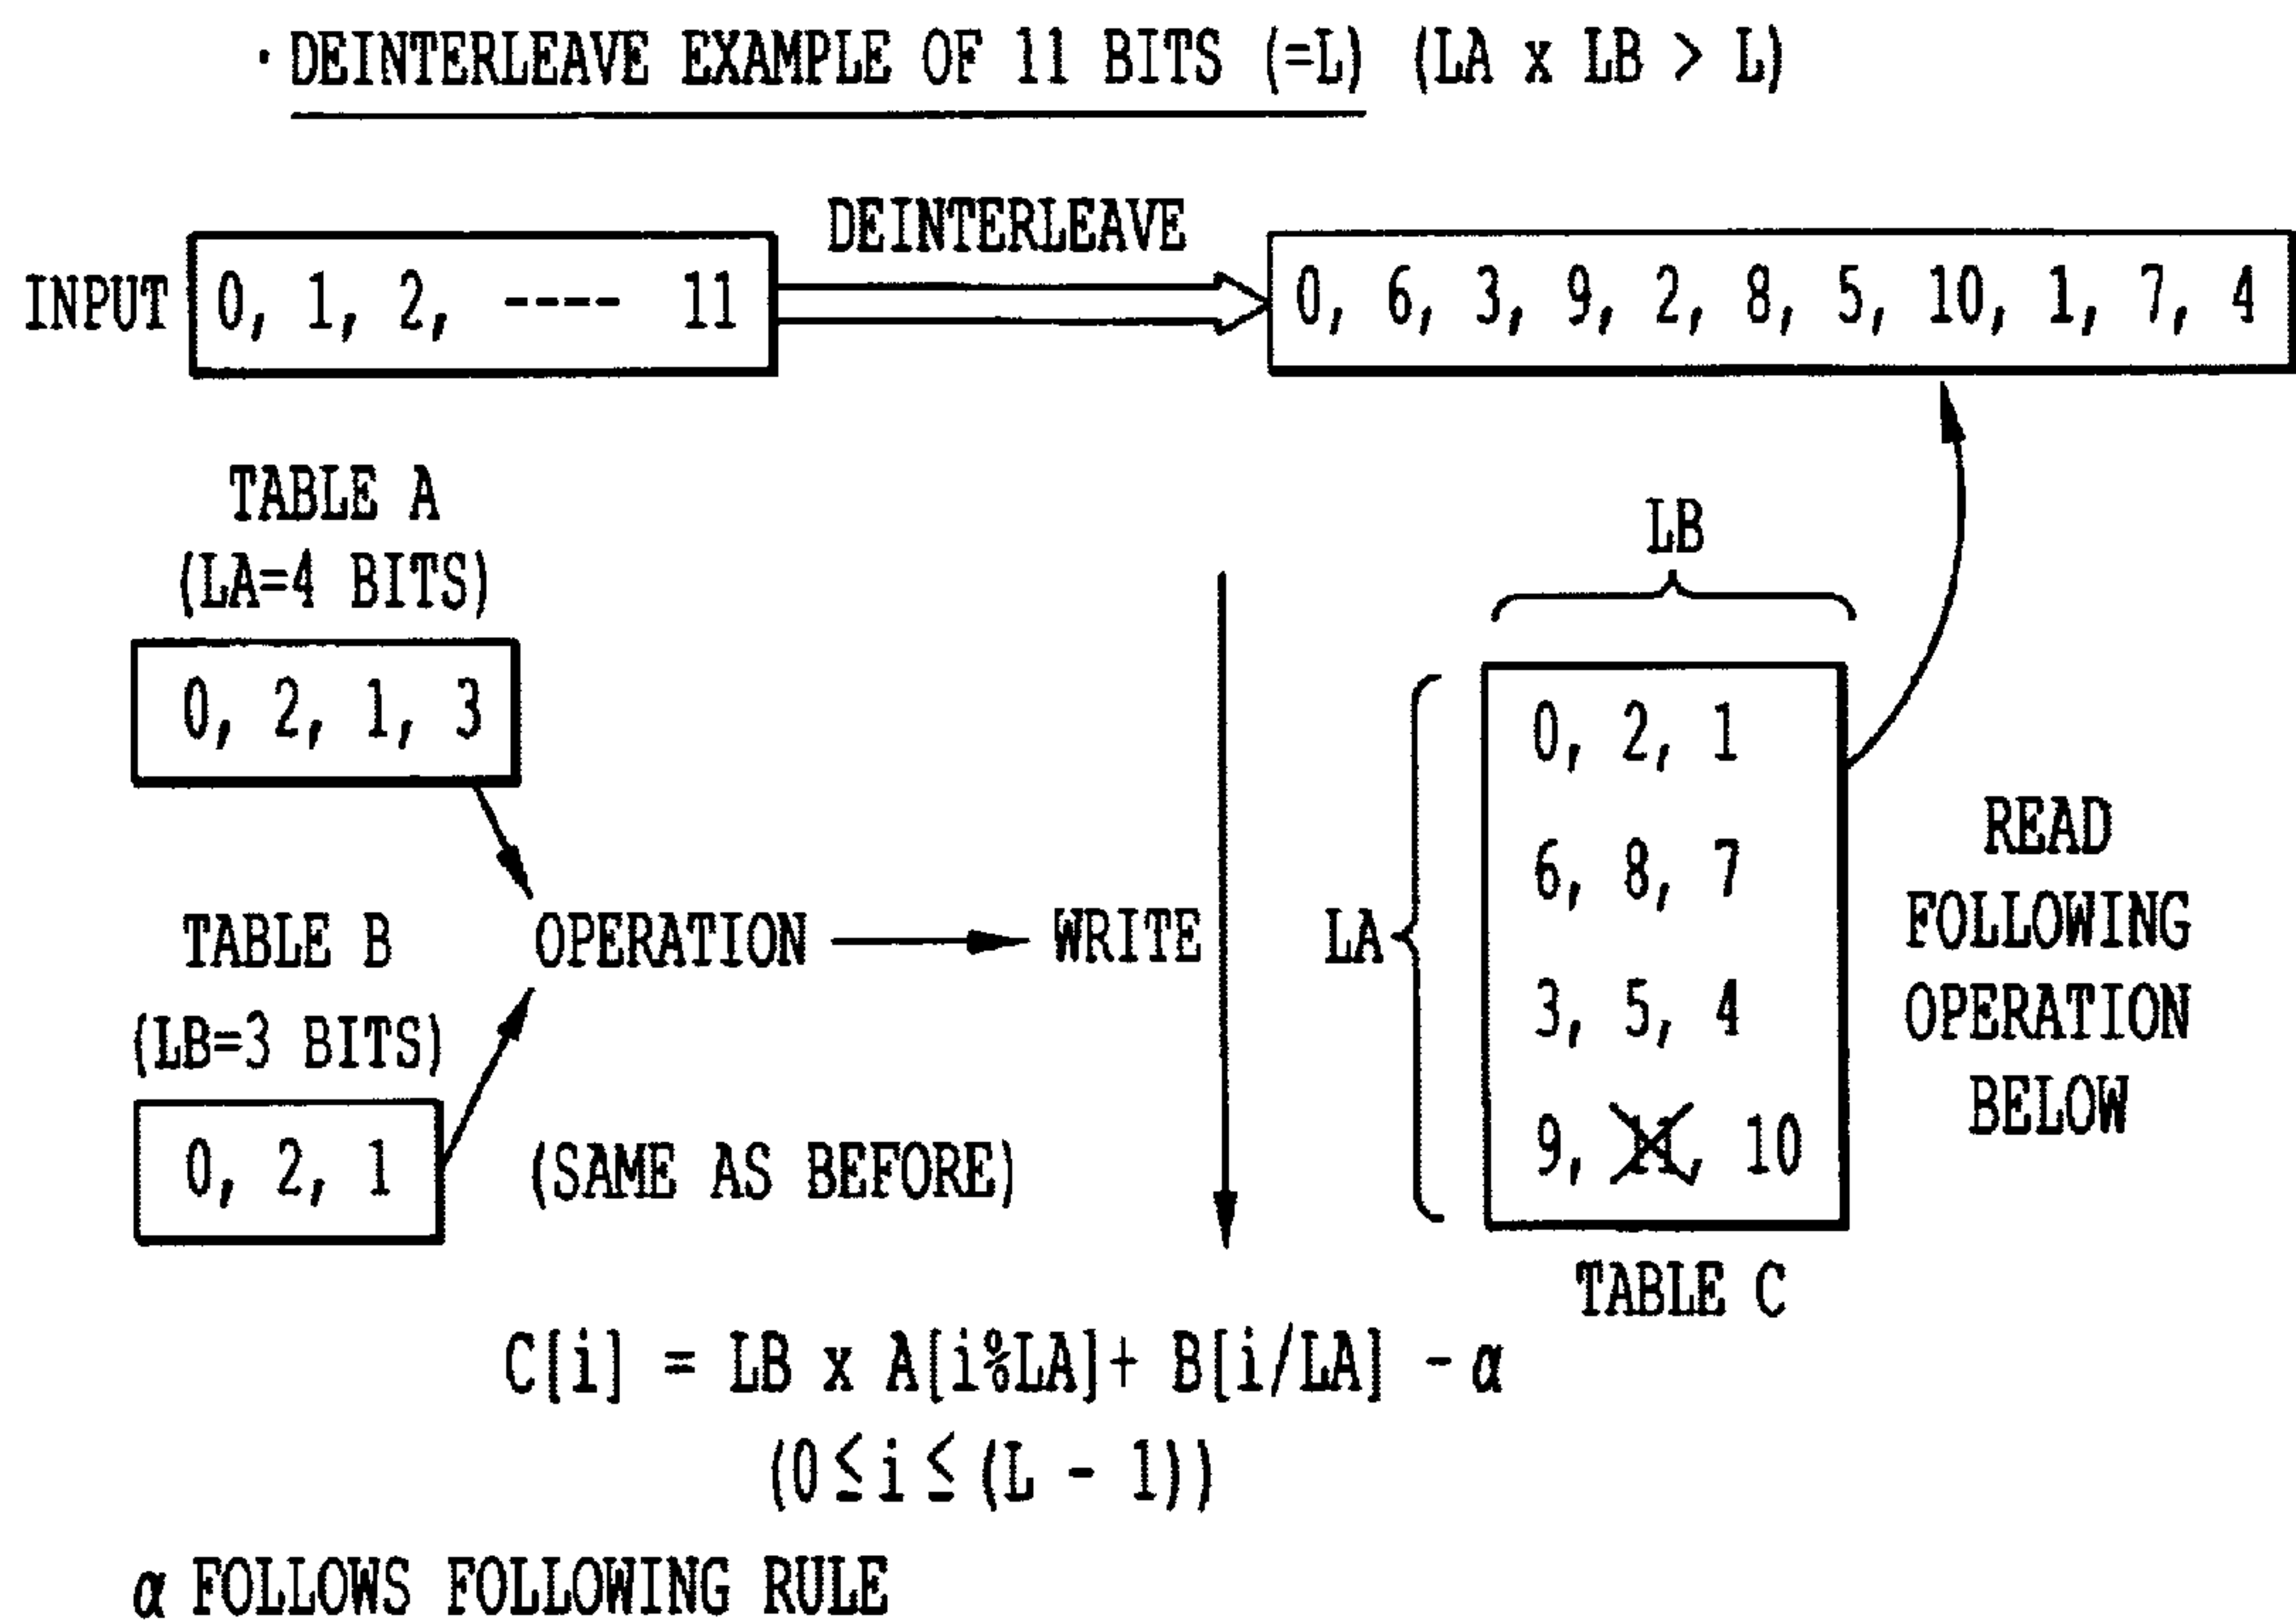 · DEINTERLEAVE EXAMPLE OF 11 BITS (=L) (LA x LB > L)
DEINTERLEAVE
INPUT 0, 1, 2, ---- 11
0, 6, 3, 9, 2, 8, 5, 10, 1, 7, 4
TABLE A
(LA=4 BITS)
0, 2, 1, 3
TABLE B
(LB=3 BITS)
0, 2, 1
OPERATION
(SAME AS BEFORE)
WRITE
LB
LA
0, 2, 1
6, 8, 7
3, 5, 4
9, 11, 10
TABLE C
READ
FOLLOWING
OPERATION
BELOW
C[i] = LB x A[i%LA]+ B[i/LA] - α
(0≤i≤(L - 1))
α FOLLOWS FOLLOWING RULE